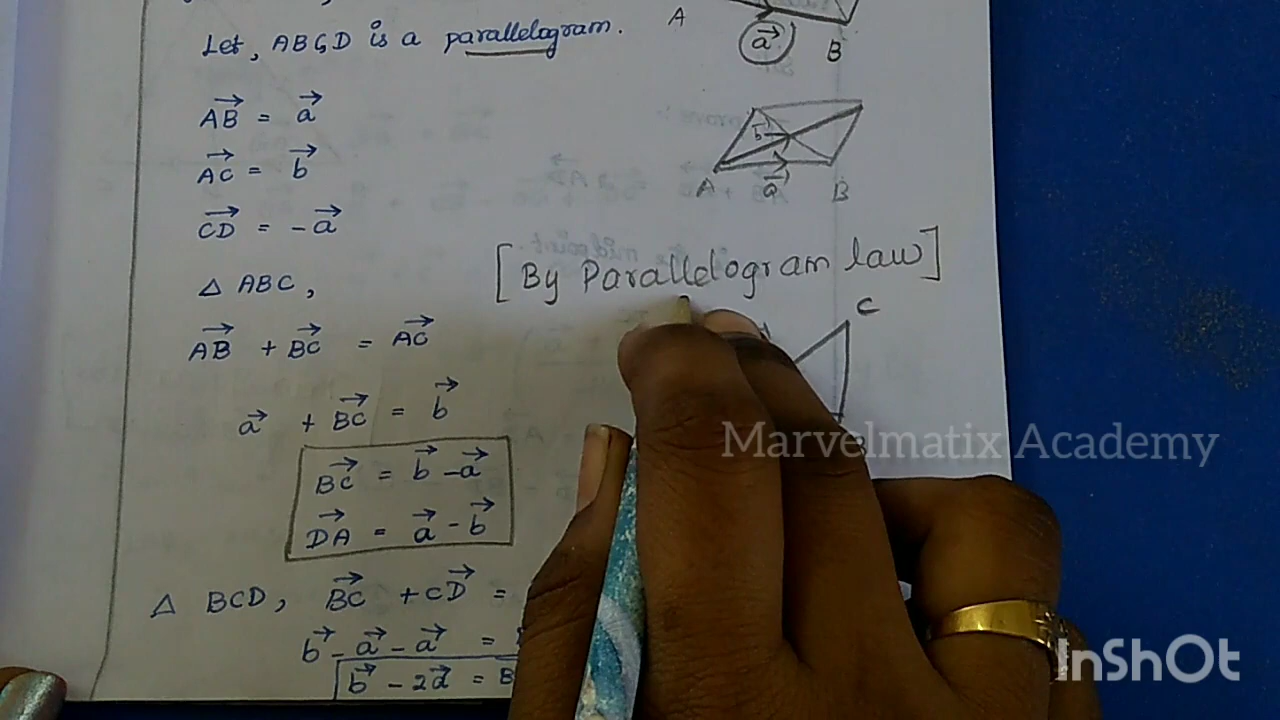 Let, ABCD is a parallelogram.
A
a⃗
B
AB⃗ = a⃗
AC⃗ = b⃗
CD⃗ = -a⃗
b⃗
A
a⃗
B
Δ ABC,
[By Parallelogram law]
C
AB⃗ + BC⃗ = AC⃗
a⃗ + BC⃗ = b⃗
BC⃗ = b⃗ - a⃗
DA⃗ = a⃗ - b⃗
Δ BCD, BC⃗ + CD⃗ =
b⃗ - a⃗ - a⃗ =
b⃗ - 2a⃗ = B
Marvelmatix Academy
InShOt